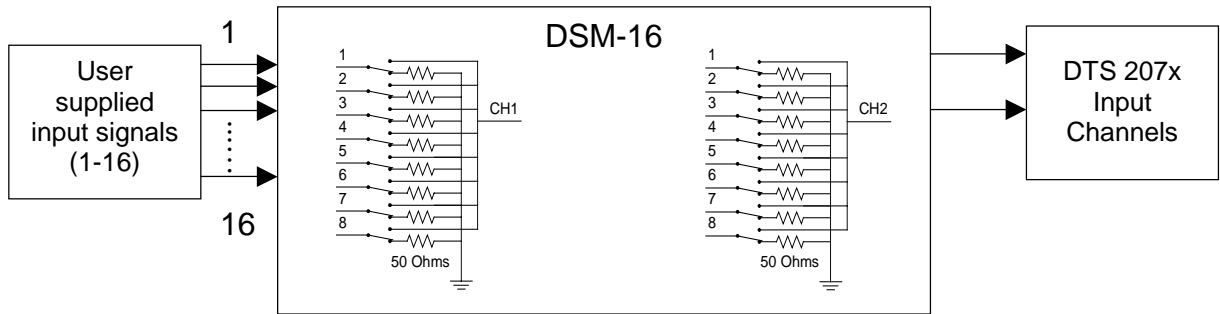 1
User
supplied
input signals
(1-16)
16
DSM-16
1
2
3
4
5
6
7
8
CH1
50 Ohms
1
2
3
4
5
6
7
8
CH2
50 Ohms
DTS 207x
Input
Channels